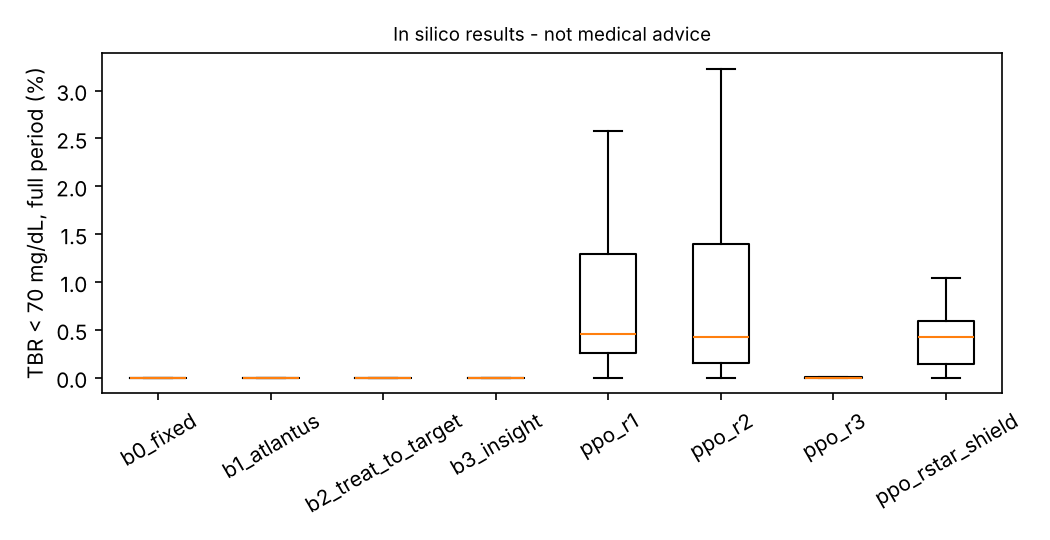 In silico results - not medical advice
TBR < 70 mg/dL, full period (%)
3.0
2.5
2.0
1.5
1.0
0.5
0.0
b0_fixed
b1_atlantus
b2_treat_to_target
b3_insight
ppo_r1
ppo_r2
ppo_r3
ppo_rstar_shield